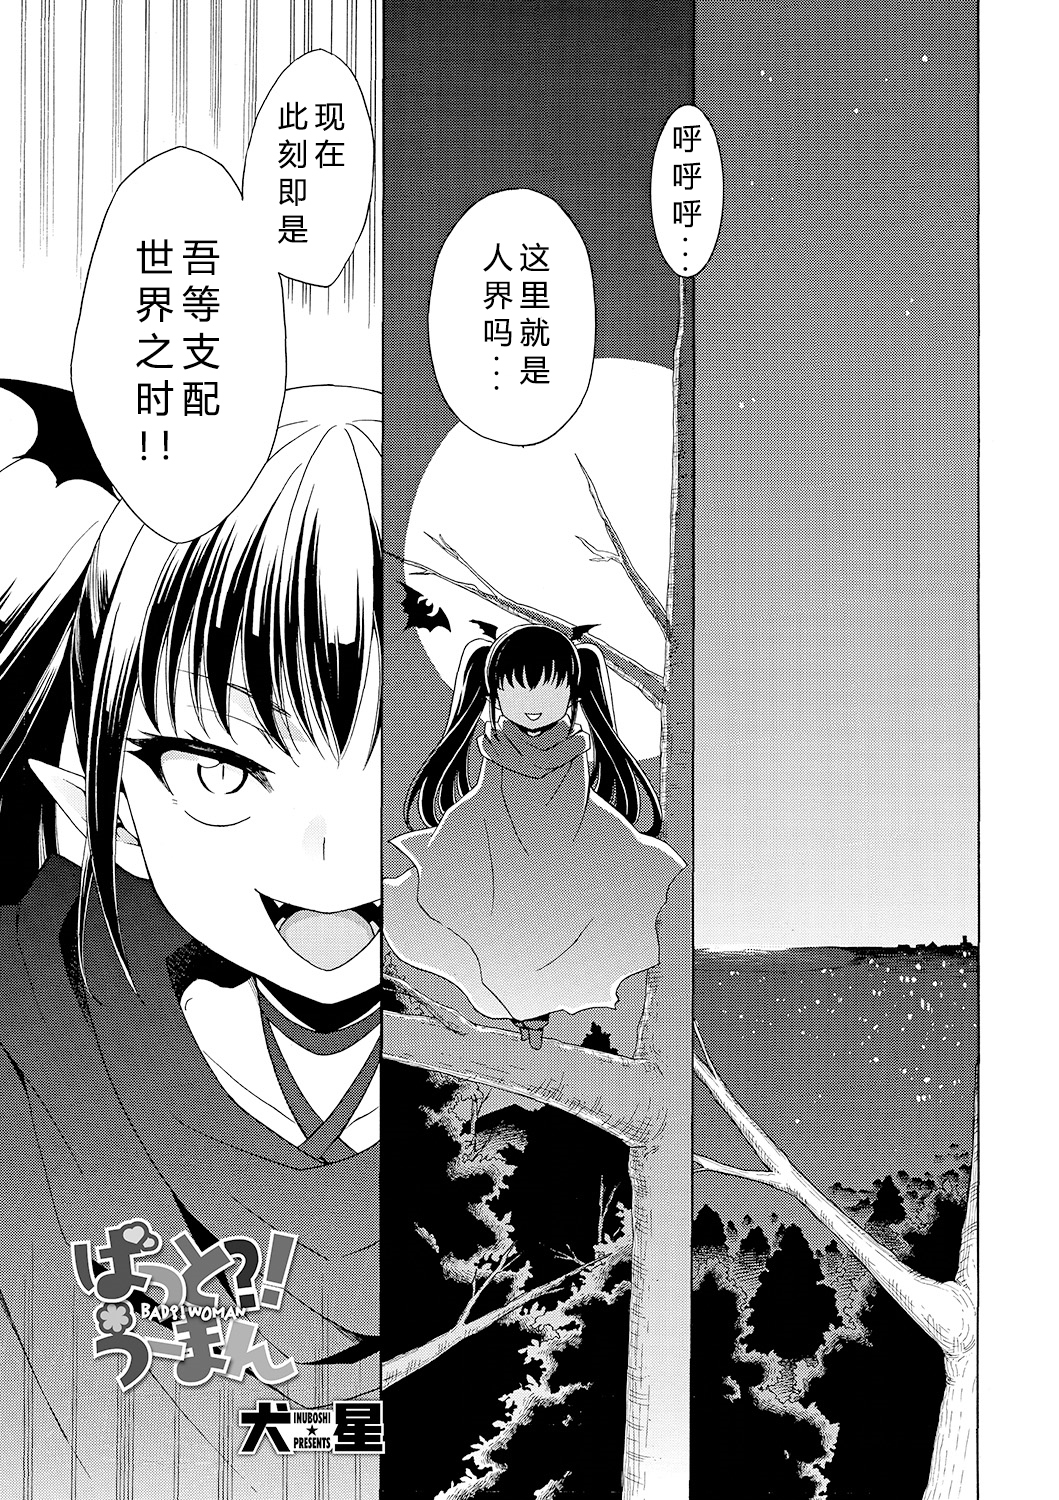 呼呼呼...
这里就是
人界吗...
现在
此刻即是
吾等支配
世界之时!!
ばっと?!
BAD?! WOMAN
うーまん
犬星
INUBOSHI
★
PRESENTS